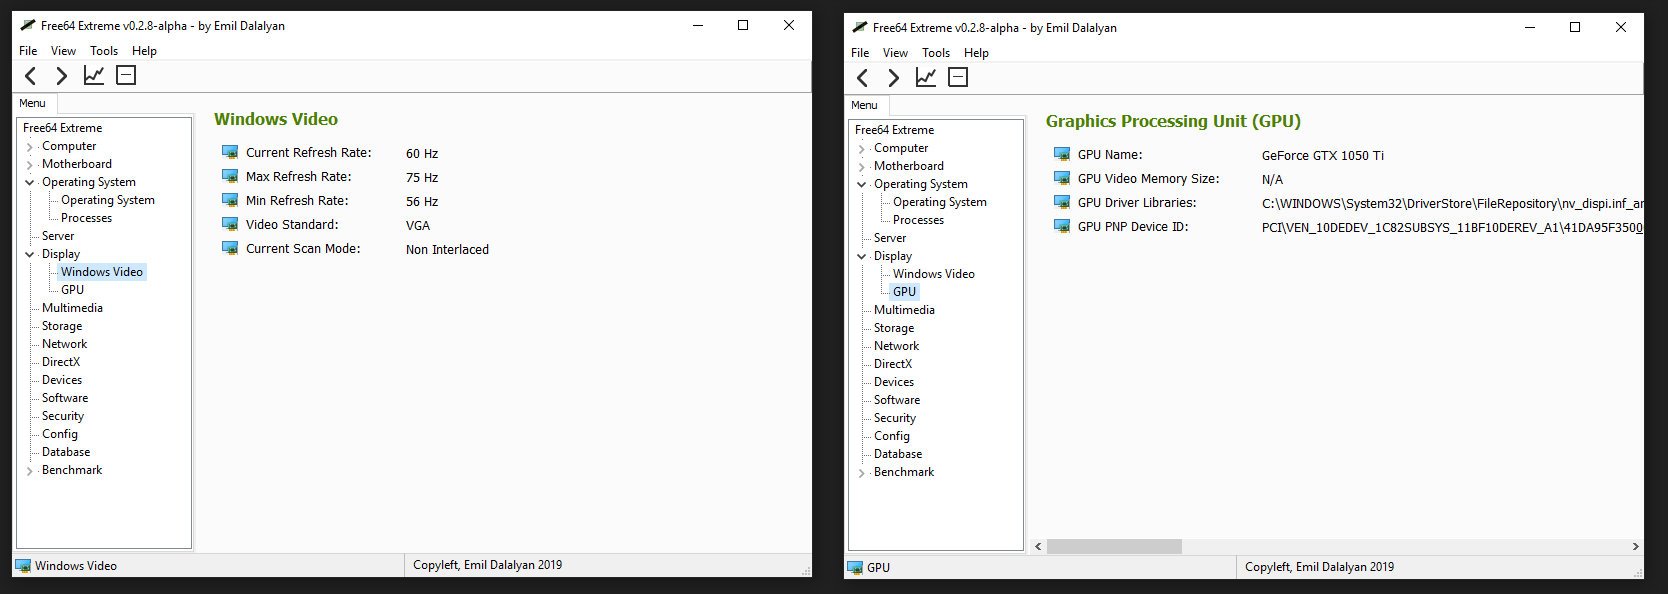 Free64 Extreme v0.2.8-alpha - by Emil Dalalyan
File View Tools Help
Menu
Free64 Extreme
Computer
Motherboard
Operating System
Operating System
Processes
Server
Display
Windows Video
GPU
Multimedia
Storage
Network
DirectX
Devices
Software
Security
Config
Database
Benchmark
Windows Video
Current Refresh Rate: 60 Hz
Max Refresh Rate: 75 Hz
Min Refresh Rate: 56 Hz
Video Standard: VGA
Current Scan Mode: Non Interlaced
Windows Video
Copyleft, Emil Dalalyan 2019
Free64 Extreme v0.2.8-alpha - by Emil Dalalyan
File View Tools Help
Menu
Free64 Extreme
Computer
Motherboard
Operating System
Operating System
Processes
Server
Display
Windows Video
GPU
Multimedia
Storage
Network
DirectX
Devices
Software
Security
Config
Database
Benchmark
Graphics Processing Unit (GPU)
GPU Name: GeForce GTX 1050 Ti
GPU Video Memory Size: N/A
GPU Driver Libraries: C:\WINDOWS\System32\DriverStore\FileRepository\nv_dispi.inf_ar
GPU PNP Device ID: PCI\VEN_10DEDEV_1C82SUBSYS_11BF10DEREV_A1\41DA95F35000
GPU
Copyleft, Emil Dalalyan 2019